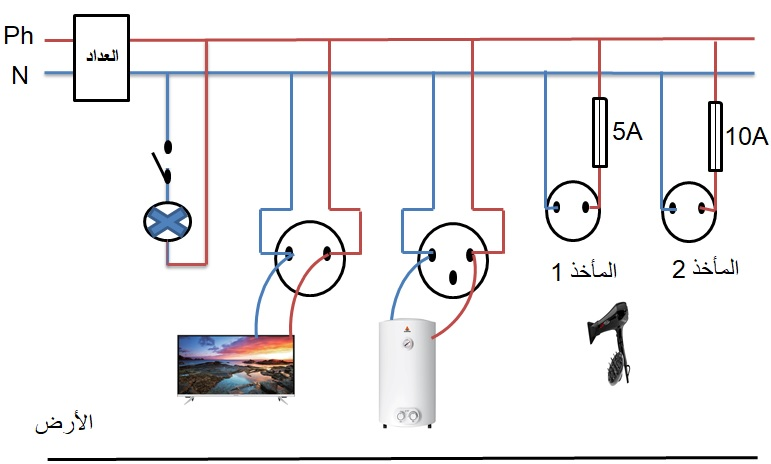 Ph
العداد
N
5A
10A
المأخذ 1
المأخذ 2
الأرض